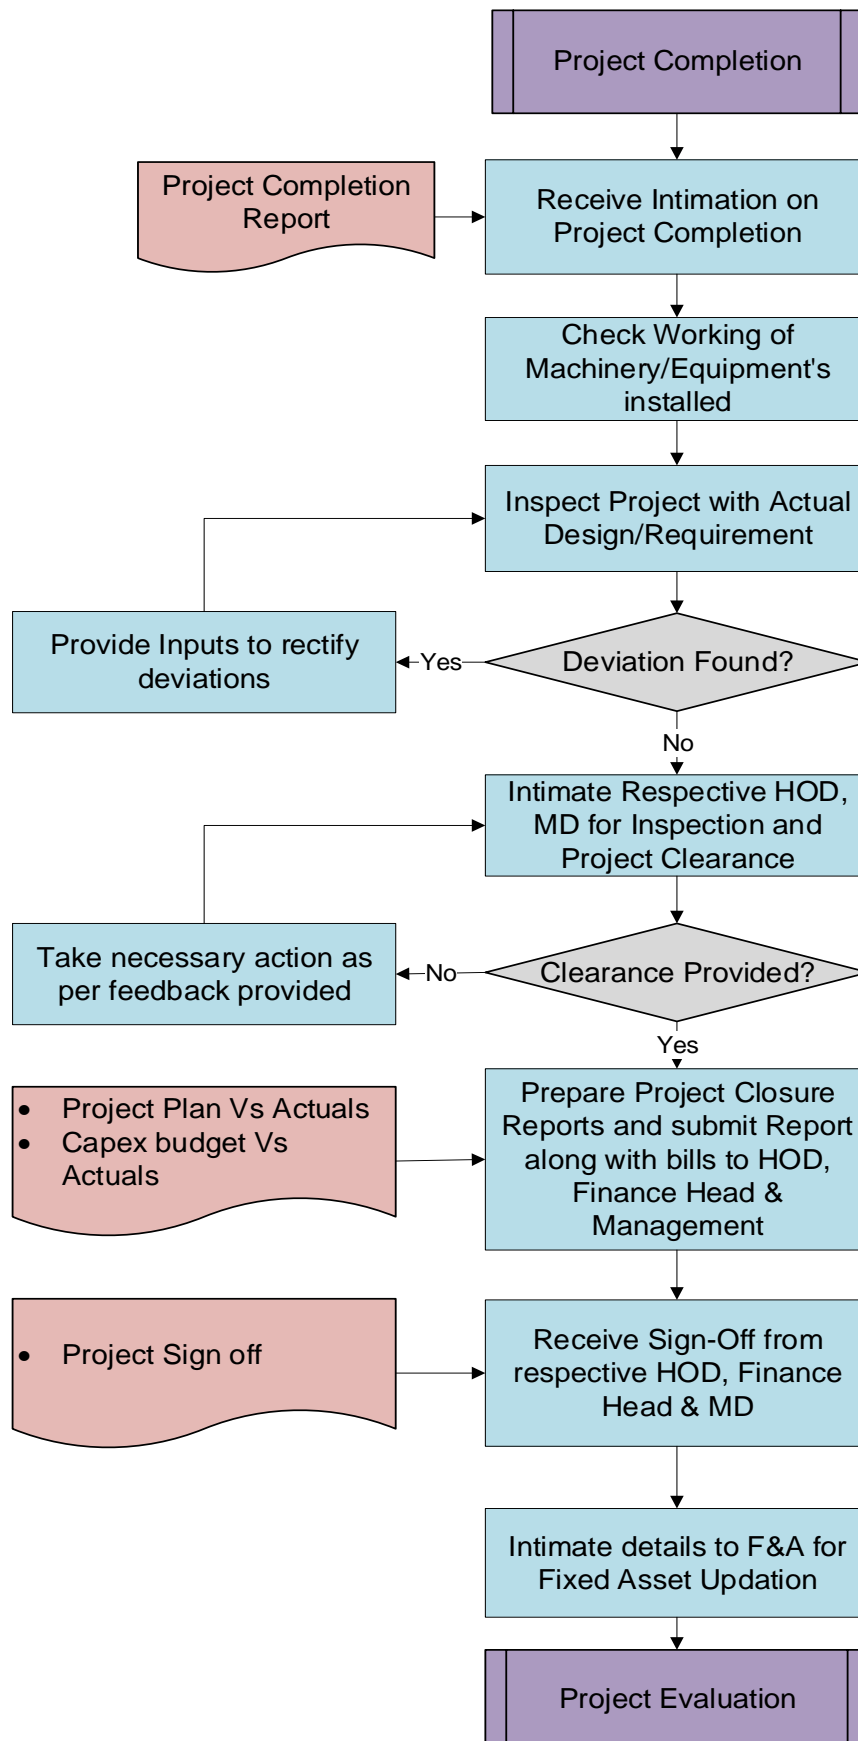 Project Completion
Project Completion
Report
Receive Intimation on
Project Completion
Check Working of
Machinery/Equipment's
installed
Inspect Project with Actual
Design/Requirement
Provide Inputs to rectify
deviations
Yes
Deviation Found?
No
Intimate Respective HOD,
MD for Inspection and
Project Clearance
Take necessary action as
per feedback provided
No
Clearance Provided?
Yes
• Project Plan Vs Actuals
• Capex budget Vs
Actuals
Prepare Project Closure
Reports and submit Report
along with bills to HOD,
Finance Head &
Management
• Project Sign off
Receive Sign-Off from
respective HOD, Finance
Head & MD
Intimate details to F&A for
Fixed Asset Updation
Project Evaluation